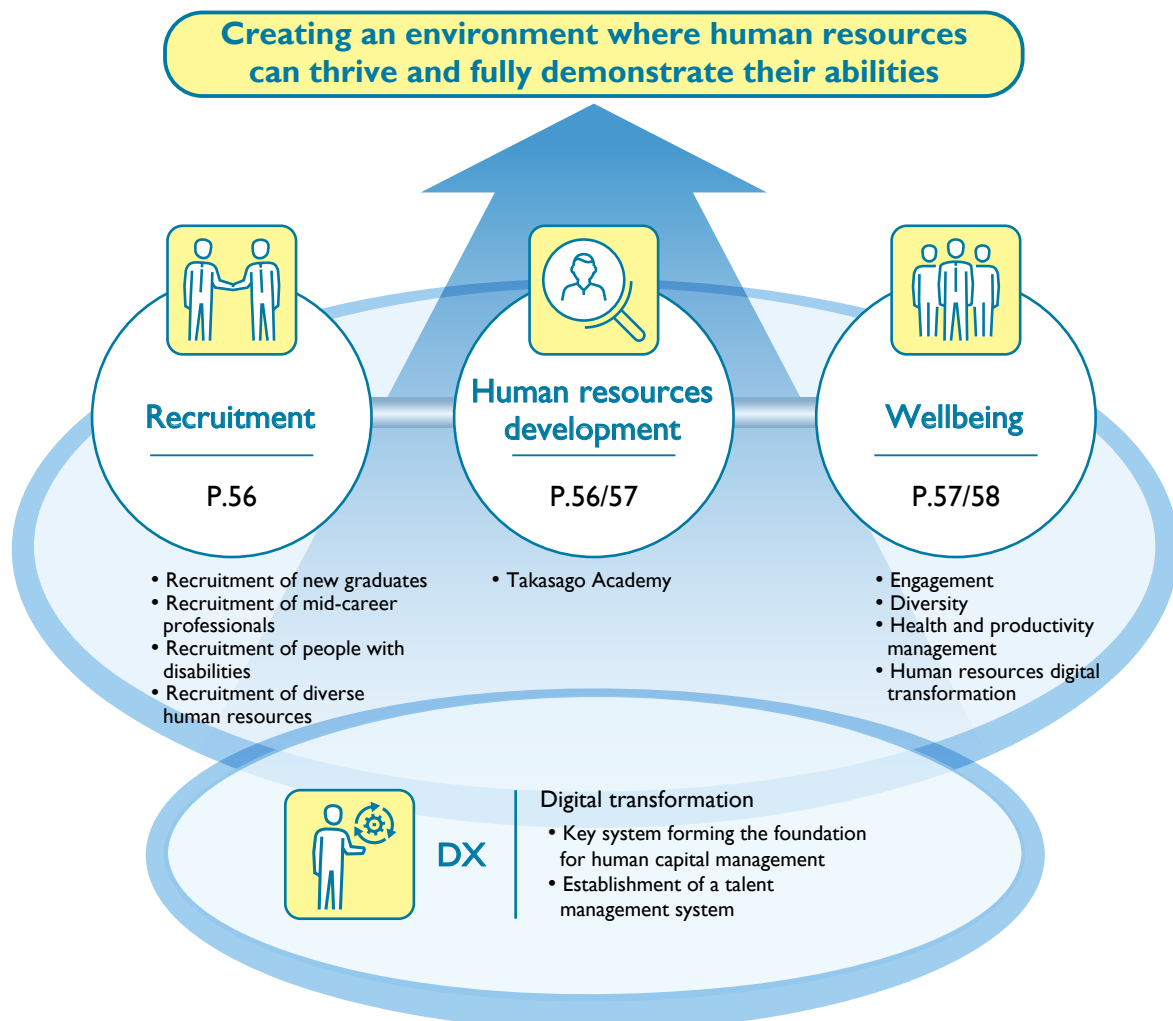 Creating an environment where human resources
can thrive and fully demonstrate their abilities
Recruitment
P.56
• Recruitment of new graduates
• Recruitment of mid-career
professionals
• Recruitment of people with
disabilities
• Recruitment of diverse
human resources
Human resources
development
P.56/57
• Takasago Academy
Wellbeing
P.57/58
• Engagement
• Diversity
• Health and productivity
management
• Human resources digital
transformation
DX
Digital transformation
• Key system forming the foundation
for human capital management
• Establishment of a talent
management system